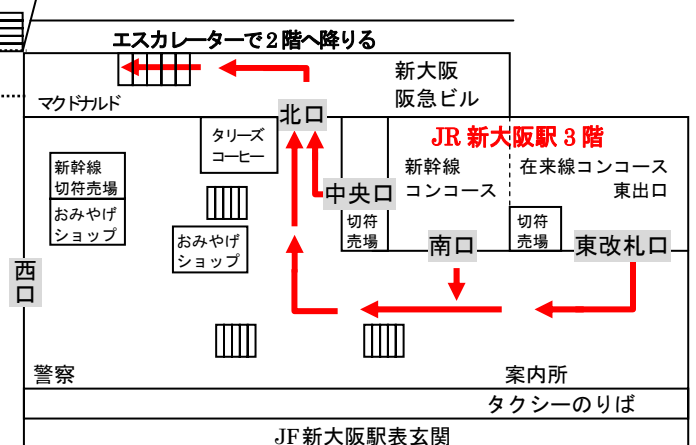 エスカレーターで2階へ降りる
新大阪
阪急ビル
マクドナルド
北口
タリーズ
コーヒー
JR 新大阪駅 3 階
新幹線
切符売場
おみやげ
ショップ
新幹線
コンコース
在来線コンコース
東出口
中央口
切符
売場
南口
切符
売場
東改札口
おみやげ
ショップ
西口
警察
案内所
タクシーのりば
JF新大阪駅表玄関